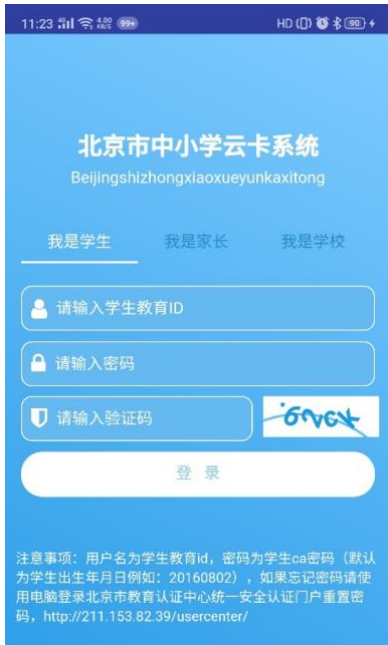 11:23 4.00 KB/S 99+ HD 90
北京市中小学云卡系统
Beijingshizhongxiaoxueyunkaxitong
我是学生 我是家长 我是学校
请输入学生教育ID
请输入密码
请输入验证码
登 录
注意事项：用户名为学生教育id，密码为学生ca密码（默认
为学生出生年月日例如：20160802），如果忘记密码请使
用电脑登录北京市教育认证中心统一安全认证门户重置密
码，http://211.153.82.39/usercenter/